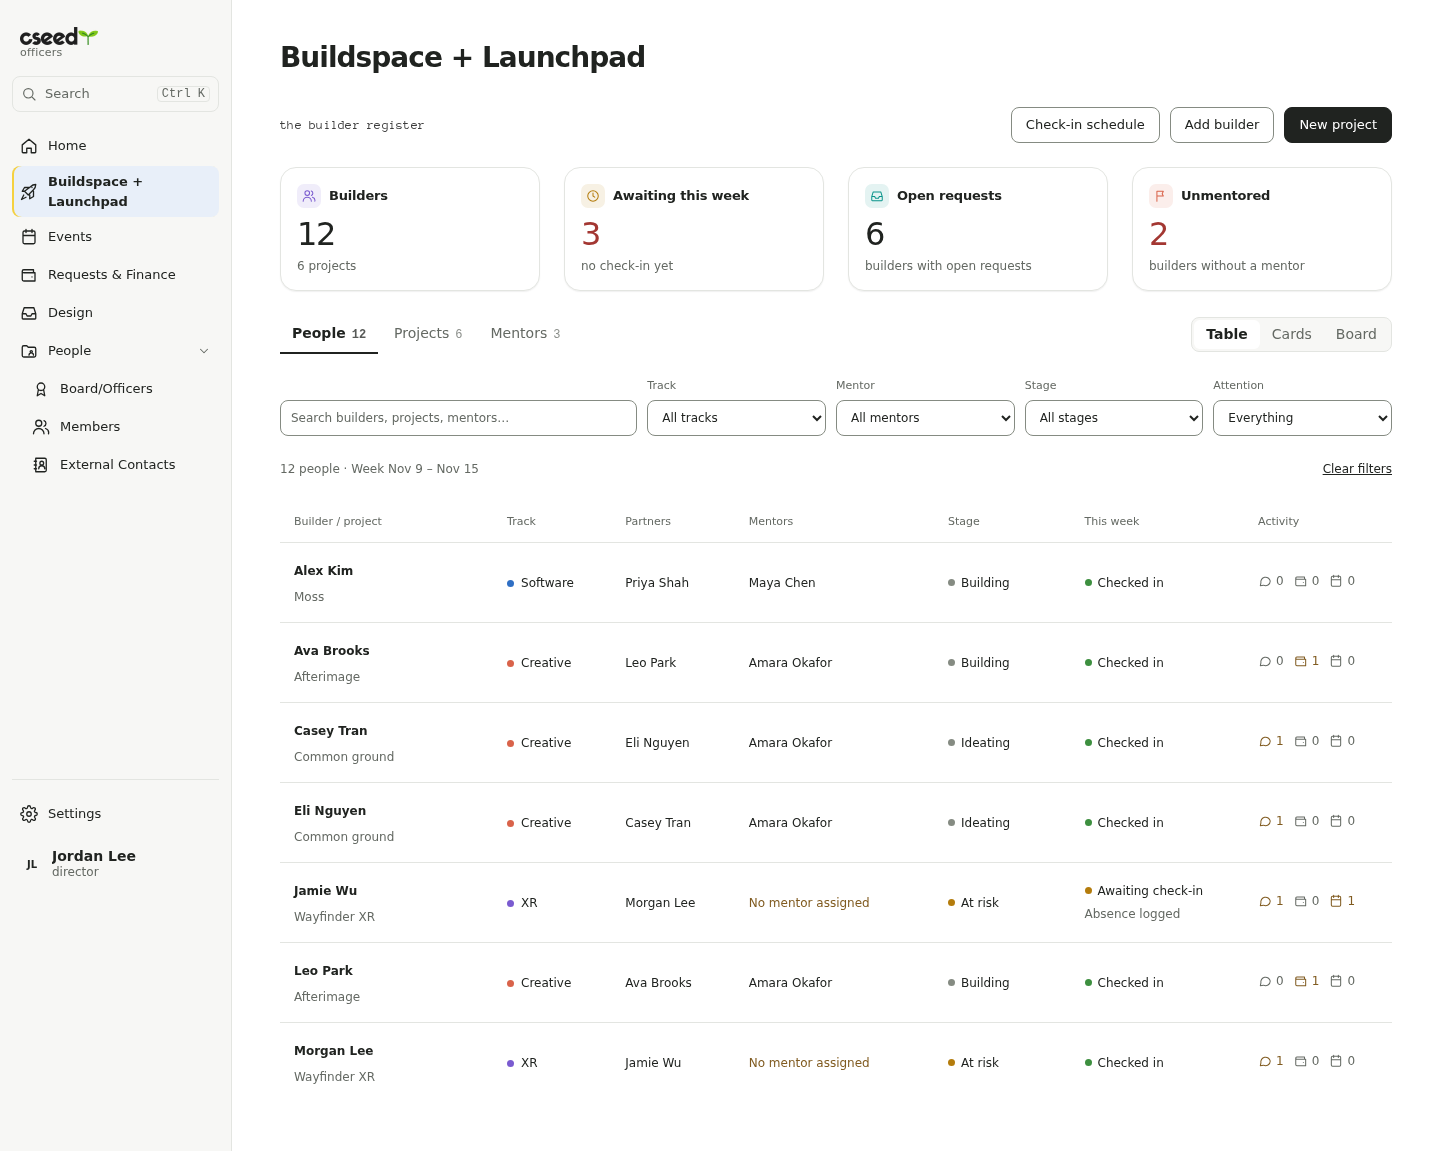 cseed
officers
Search Ctrl K
Home
Buildspace +
Launchpad
Events
Requests & Finance
Design
People
Board/Officers
Members
External Contacts
Settings
JL Jordan Lee
director
Buildspace + Launchpad
the builder register
Check-in schedule Add builder New project
Builders
12
6 projects
Awaiting this week
3
no check-in yet
Open requests
6
builders with open requests
Unmentored
2
builders without a mentor
People 12 Projects 6 Mentors 3
Table Cards Board
Track Mentor Stage Attention
Search builders, projects, mentors... All tracks All mentors All stages Everything
12 people · Week Nov 9 – Nov 15 Clear filters
Builder / project Track Partners Mentors Stage This week Activity
Alex Kim
Moss
Software Priya Shah Maya Chen Building Checked in 0 0 0
Ava Brooks
Afterimage
Creative Leo Park Amara Okafor Building Checked in 0 1 0
Casey Tran
Common ground
Creative Eli Nguyen Amara Okafor Ideating Checked in 1 0 0
Eli Nguyen
Common ground
Creative Casey Tran Amara Okafor Ideating Checked in 1 0 0
Jamie Wu
Wayfinder XR
XR Morgan Lee No mentor assigned At risk Awaiting check-in 1 0 1
Absence logged
Leo Park
Afterimage
Creative Ava Brooks Amara Okafor Building Checked in 0 1 0
Morgan Lee
Wayfinder XR
XR Jamie Wu No mentor assigned At risk Checked in 1 0 0